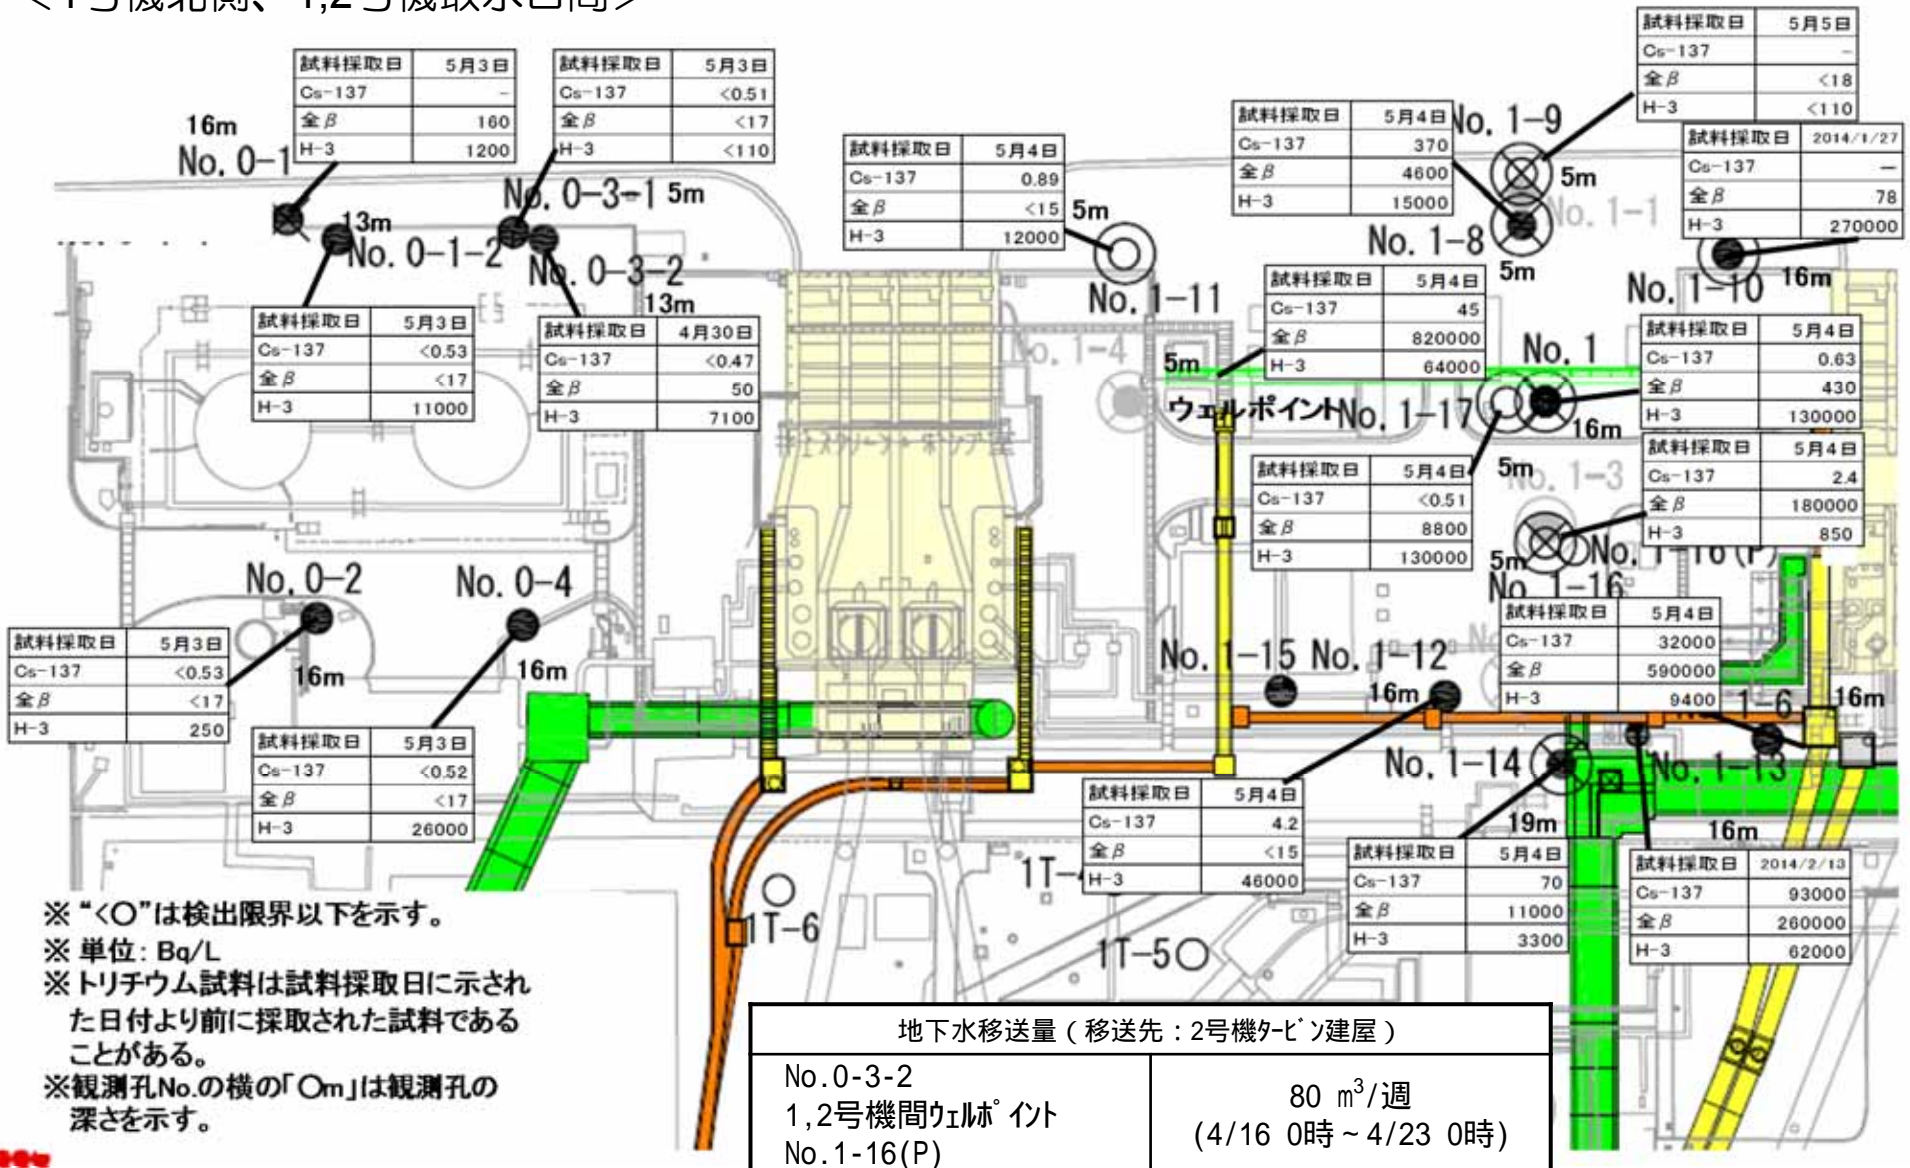 ＜1号機北側、1,2号機取水口間＞
試料採取日 5月5日
Cs-137 -
全β <18
H-3 <110
試料採取日 5月3日
Cs-137 -
全β 160
H-3 1200
試料採取日 5月3日
Cs-137 <0.51
全β <17
H-3 <110
試料採取日 5月4日
Cs-137 370
全β 4600
H-3 15000
No. 1-9
5m
試料採取日 2014/1/27
Cs-137 —
全β 78
H-3 270000
16m
No. 0-1
試料採取日 5月4日
Cs-137 0.89
全β <15
H-3 12000
No. 0-3-1 5m
5m
13m
No. 0-1-2
No. 0-3-2
13m
No. 1-1
No. 1-8
5m
No. 1-10
16m
No. 1-11
試料採取日 5月4日
Cs-137 45
全β 820000
H-3 64000
試料採取日 5月3日
Cs-137 <0.53
全β <17
H-3 11000
試料採取日 4月30日
Cs-137 <0.47
全β 50
H-3 7100
No. 1-4
5m
No. 1
試料採取日 5月4日
Cs-137 0.63
全β 430
H-3 130000
ウェルポイント
No. 1-17
16m
試料採取日 5月4日
Cs-137 2.4
全β 180000
H-3 850
試料採取日 5月4日
Cs-137 <0.51
全β 8800
H-3 130000
5m
No. 1-3
No. 1-16(P)
5m
No. 1-16
No. 0-2
No. 0-4
試料採取日 5月4日
Cs-137 32000
全β 590000
H-3 9400
試料採取日 5月3日
Cs-137 <0.53
全β <17
H-3 250
16m
16m
No. 1-15
No. 1-12
16m
1-6
16m
試料採取日 5月3日
Cs-137 <0.52
全β <17
H-3 26000
No. 1-14
No. 1-13
試料採取日 5月4日
Cs-137 4.2
全β <15
H-3 46000
19m
16m
試料採取日 5月4日
Cs-137 70
全β 11000
H-3 3300
試料採取日 2014/2/13
Cs-137 93000
全β 260000
H-3 62000
1T-6
1T-5
※ “<○”は検出限界以下を示す。
※ 単位: Bq/L
※ トリチウム試料は試料採取日に示され
た日付より前に採取された試料である
ことがある。
※観測孔No.の横の「○m」は観測孔の
深さを示す。
地下水移送量（移送先：2号機ﾀｰﾋﾞﾝ建屋）
No.0-3-2
1,2号機間ｳｪﾙﾎﾟｲﾝﾄ
No.1-16(P)
80 m³/週
(4/16 0時～4/23 0時)